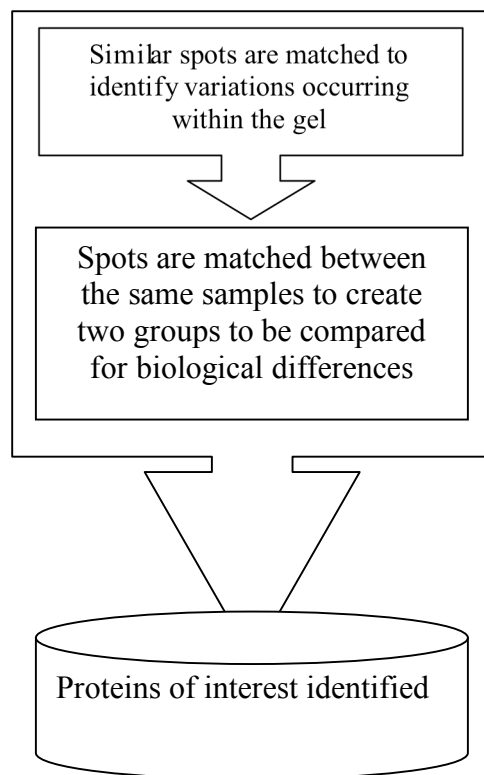 Similar spots are matched to
identify variations occurring
within the gel
Spots are matched between
the same samples to create
two groups to be compared
for biological differences
Proteins of interest identified